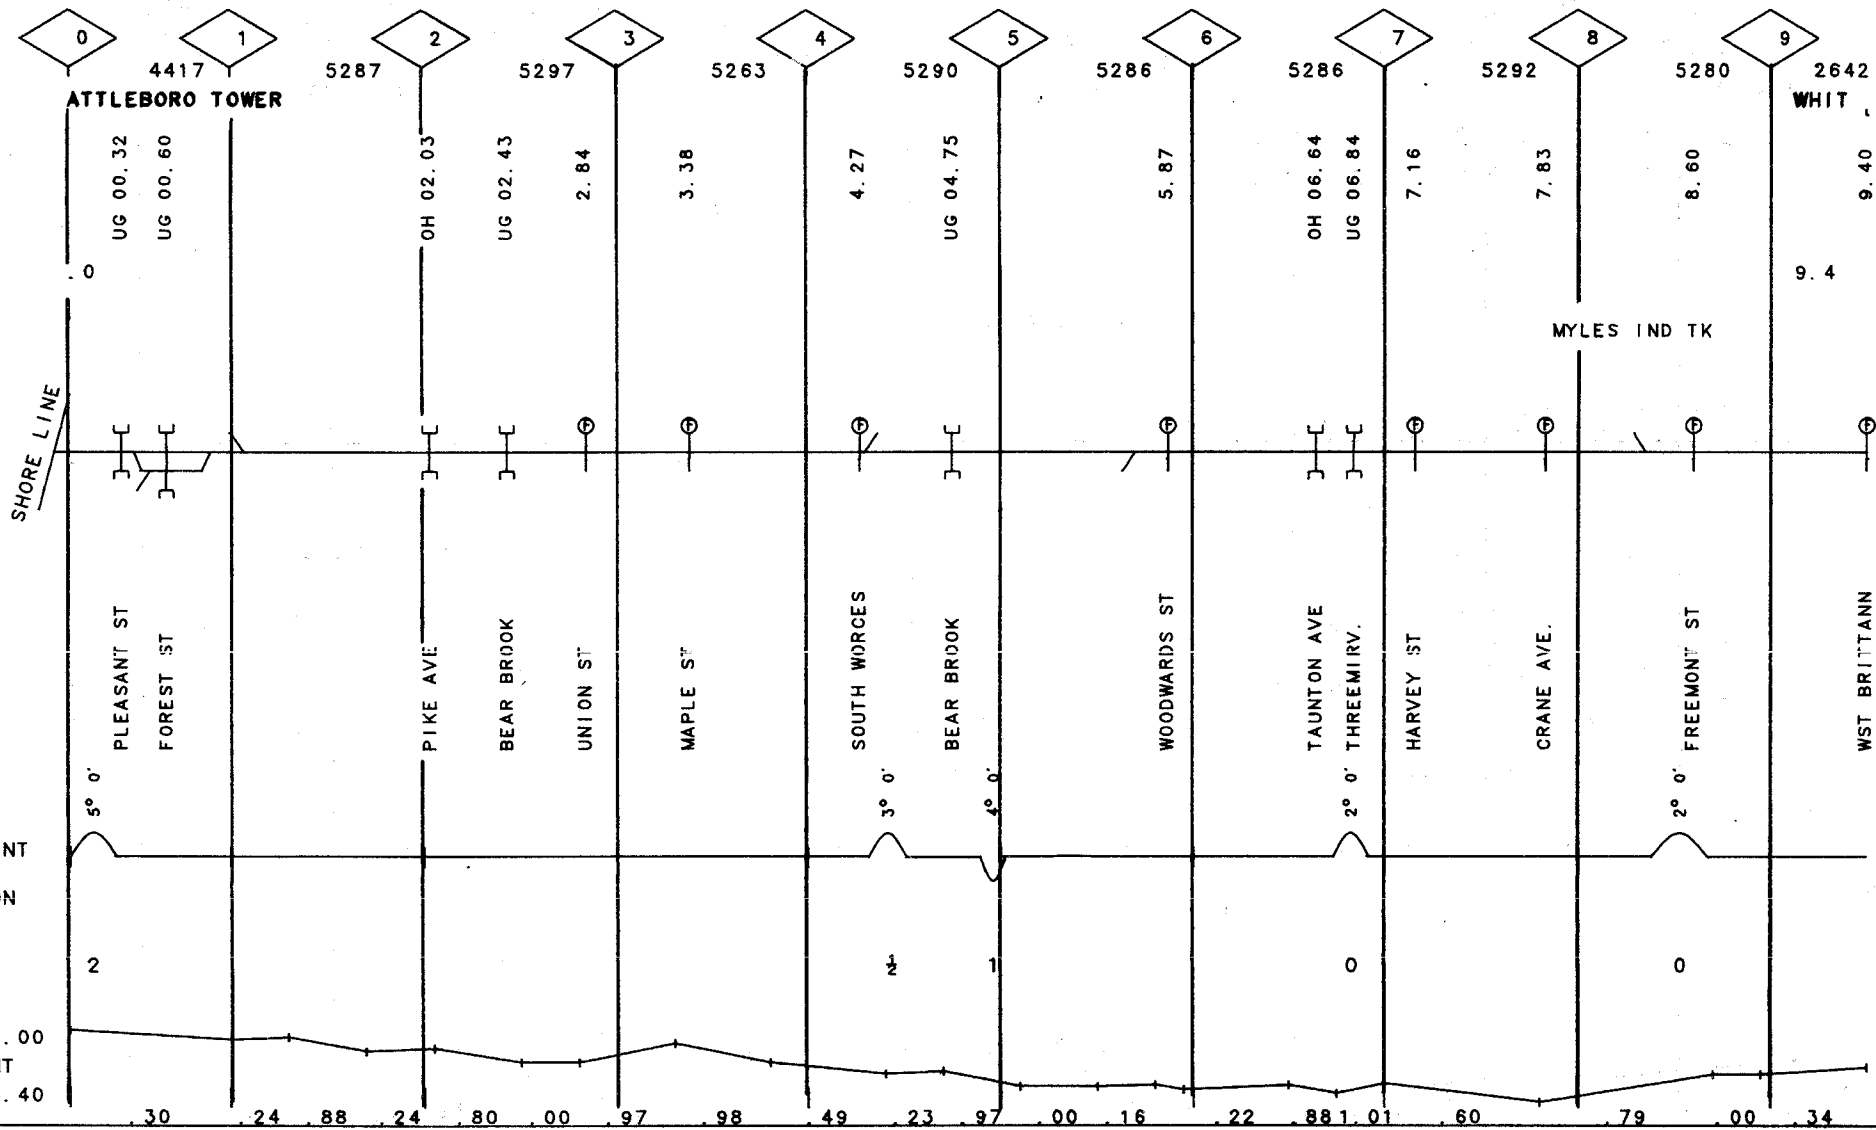 0 1 2 3 4 5 6 7 8 9
4417 5287 5297 5263 5290 5286 5286 5292 5280 2642
ATTLEBORO TOWER WHIT
UG 00.32
UG 00.60
OH 02.03
UG 02.43
2.84
3.38
4.27
UG 04.75
5.87
OH 06.64
UG 06.84
7.16
7.83
8.60
9.40
.0 9.4
MYLES IND TK
SHORE LINE
PLEASANT ST
FOREST ST
PIKE AVE
BEAR BROOK
UNION ST
MAPLE ST
SOUTH WORCES
BEAR BROOK
WOODWARDS ST
TAUNTON AVE
THREEMIRV.
HARVEY ST
CRANE AVE.
FREEMONT ST
WST BRITTANN
5° 0' 3° 0' 4° 0' 2° 0' 2° 0'
NT
ON
2 ½ 1 0 0
.00
NT
.40
.30 .24 .88 .24 .80 .00 .97 .98 .49 .23 .97 .00 .16 .22 .88 1.01 .60 .79 .00 .34